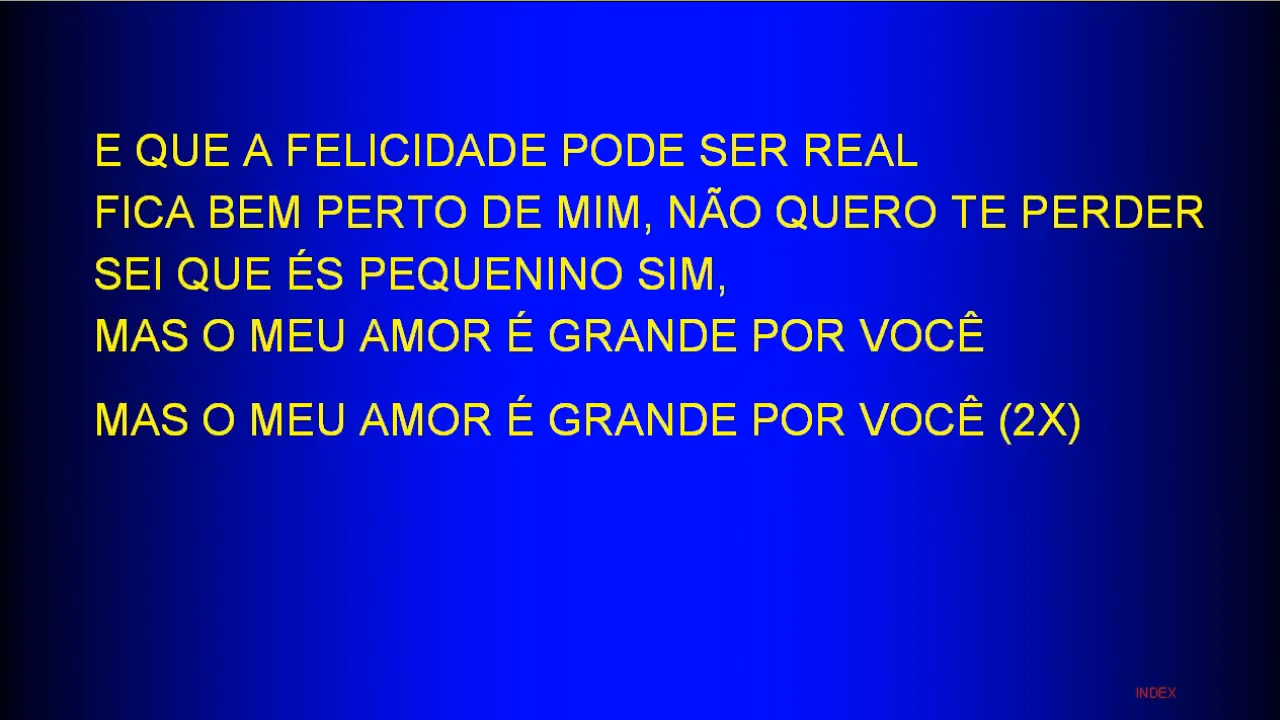 E QUE A FELICIDADE PODE SER REAL
FICA BEM PERTO DE MIM, NÃO QUERO TE PERDER
SEI QUE ÉS PEQUENINO SIM,
MAS O MEU AMOR É GRANDE POR VOCÊ
MAS O MEU AMOR É GRANDE POR VOCÊ (2X)
INDEX